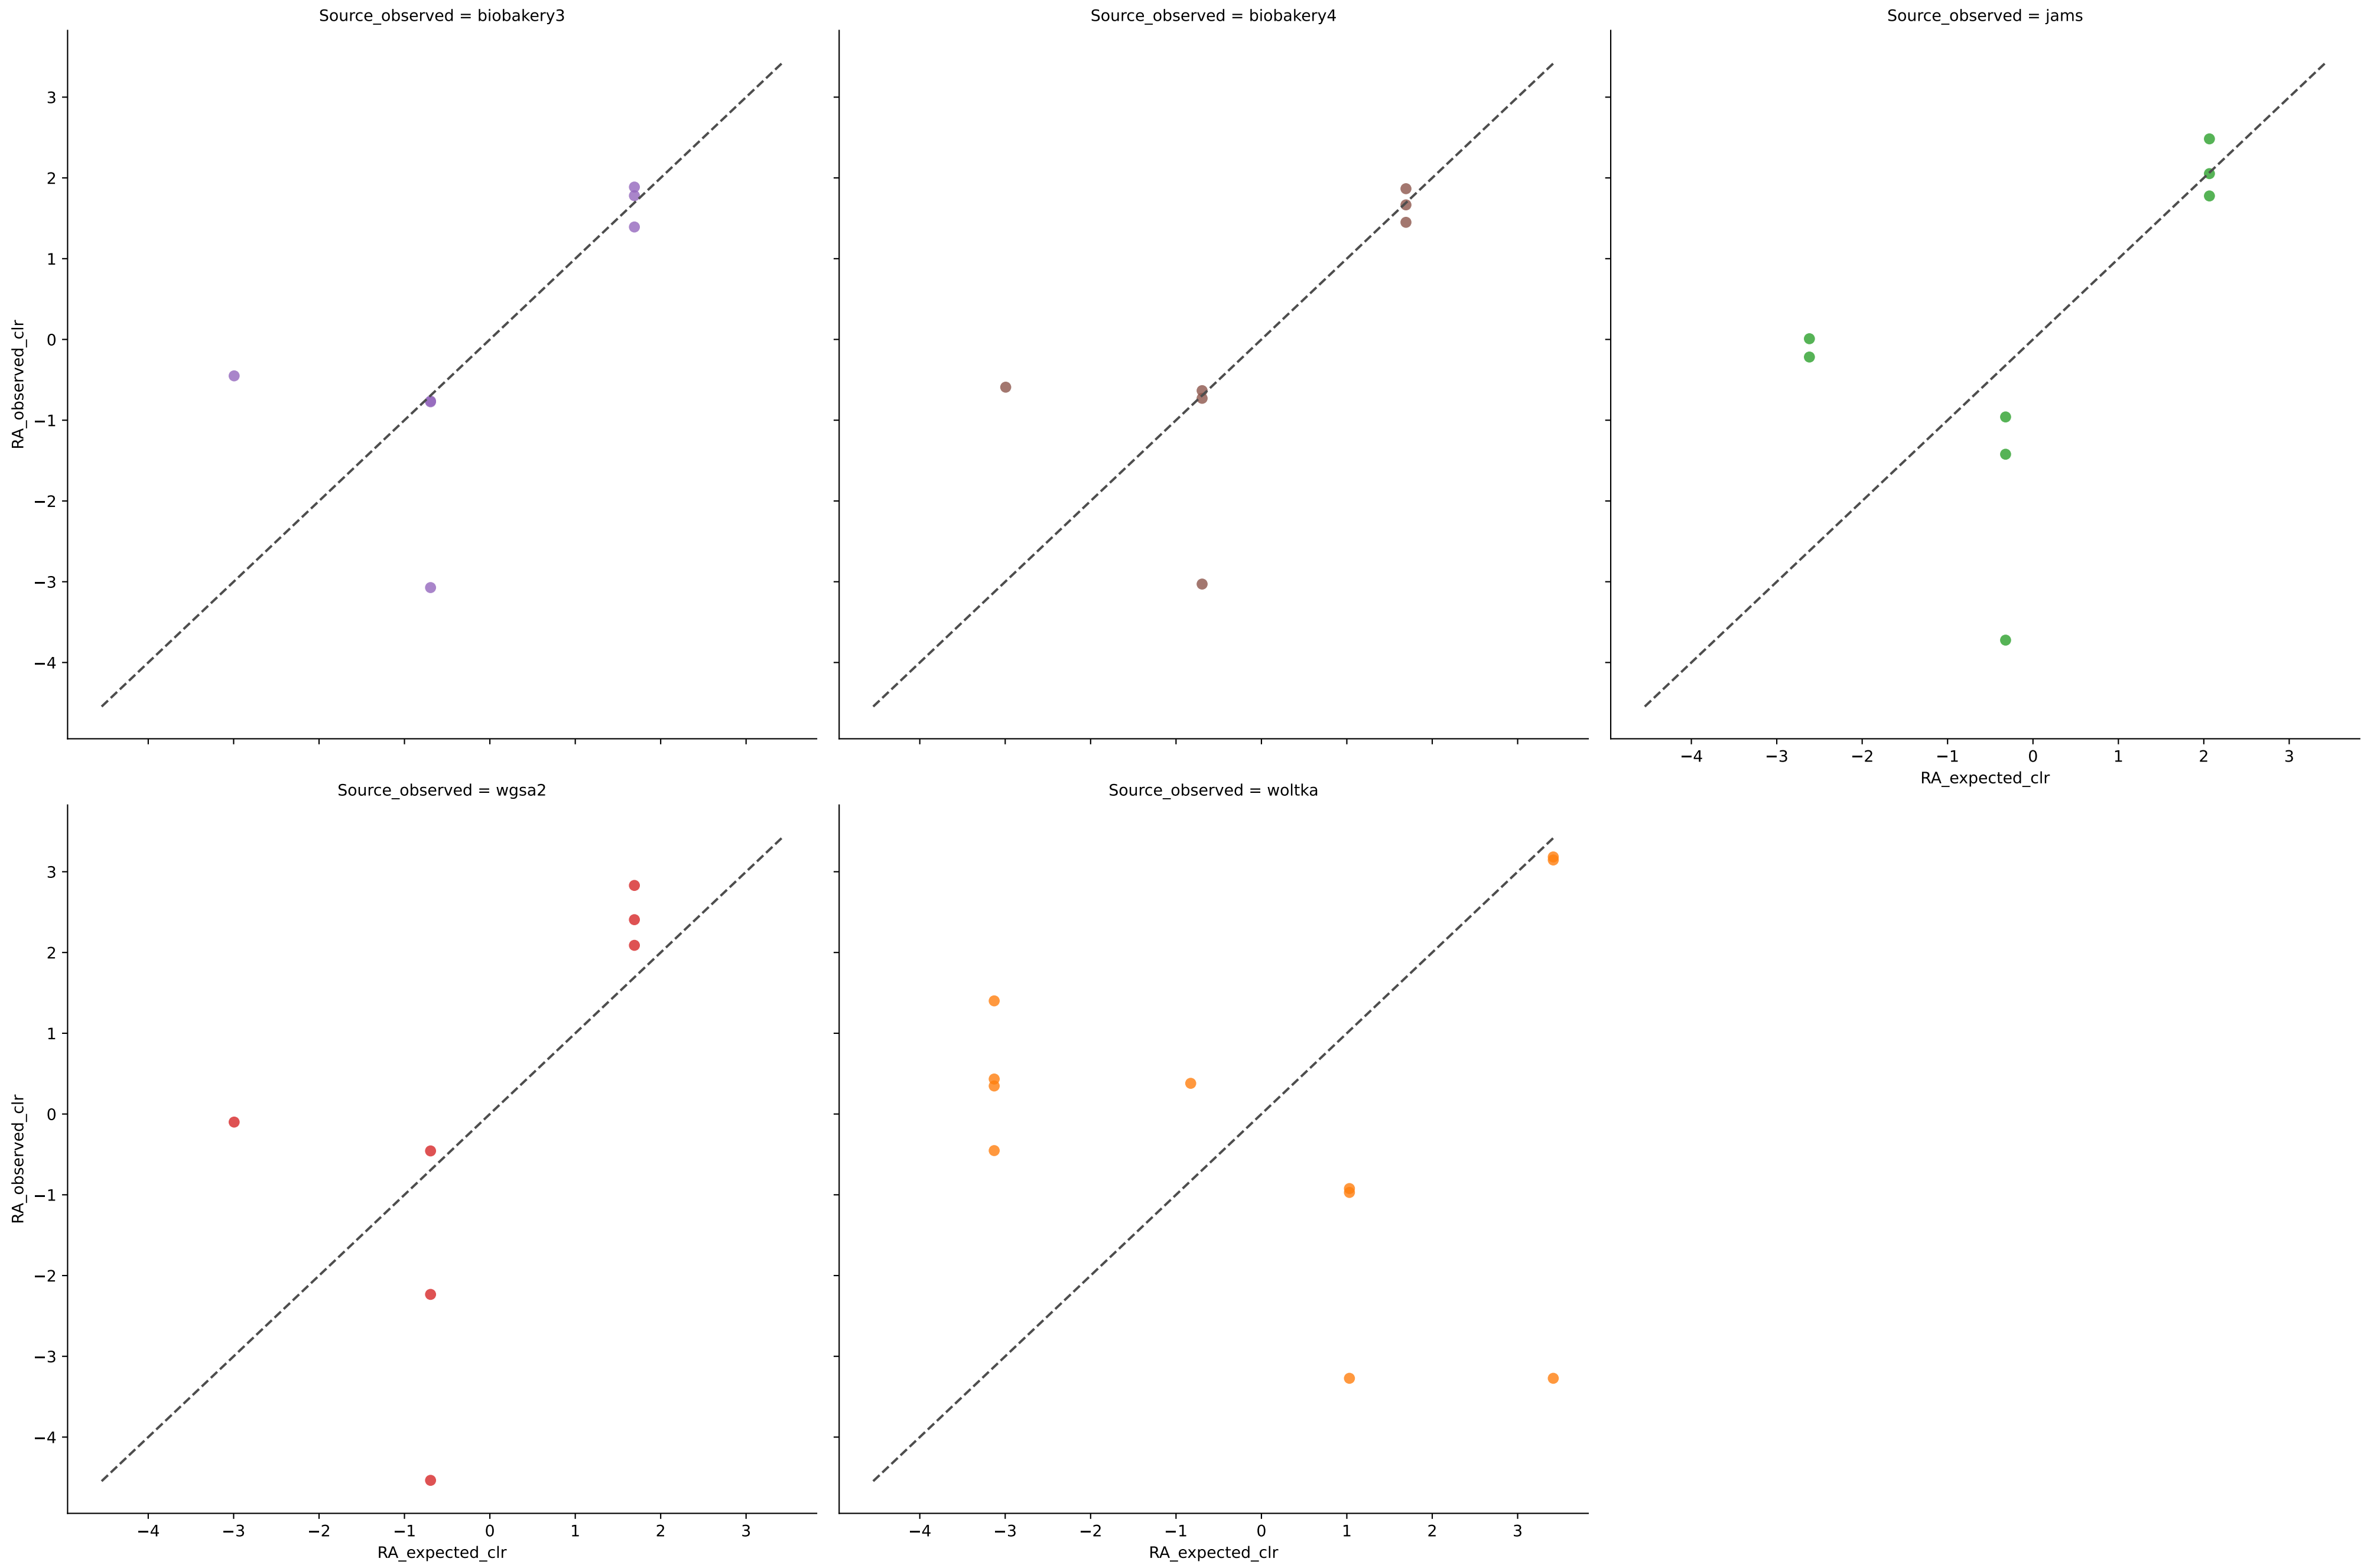 Source_observed = biobakery3
Source_observed = biobakery4
Source_observed = jams
RA_observed_clr
3
2
1
0
−1
−2
−3
−4
−4 −3 −2 −1 0 1 2 3
RA_expected_clr
Source_observed = wgsa2
Source_observed = woltka
RA_observed_clr
3
2
1
0
−1
−2
−3
−4
−4 −3 −2 −1 0 1 2 3
RA_expected_clr
−4 −3 −2 −1 0 1 2 3
RA_expected_clr